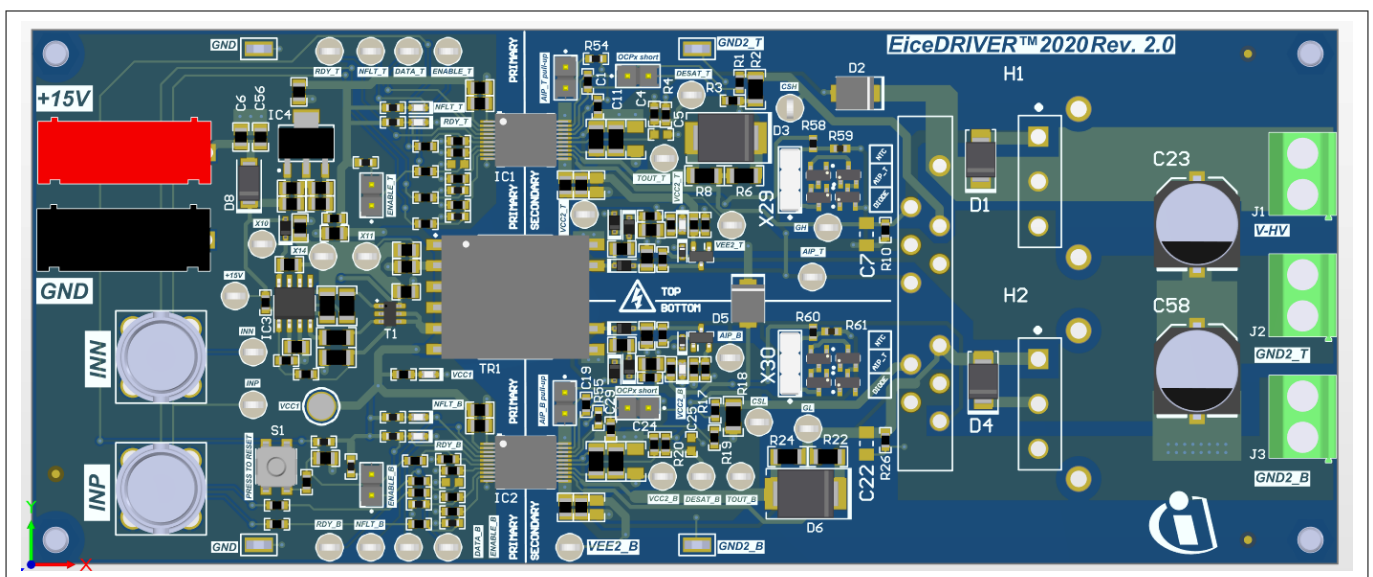 EiceDRIVER™ 2020 Rev. 2.0
GND
RDY_T
NFLT_T
DATA_T
ENABLE_T
PRIMARY
AIP_T pull-up
R54
C1
OCPx short
GND2_T
DESAT_T
R1
R2
D2
H1
+15V
C6
C56
IC4
NFLT_T
RDY_T
C11
C4
R4
R3
C5
CSH
D3
R58
R59
NTC
AIP_T
DIODE
C23
D8
ENABLE_T
IC1
PRIMARY
SECONDARY
TOUT_T
VCC2_T
VCC2_T
R8
R6
X29
D1
J1
V-HV
X10
X14
X11
VEE2_T
GH
AIP_T
C7
R10
GND
+15V
IC3
T1
TOP
BOTTOM
D5
H2
C58
R60
R61
J2
GND2_T
INN
INN
TR1
VCC1
AIP_B
X30
NTC
AIP_T
DIODE
INP
VCC1
NFLT_B
AIP_B pull-up
C19
R55
C29
OCPx short
C24
VCC2_B
R17
R18
C25
CSL
GL
D4
S1
PRESS TO RESET
RDY_B
R20
R19
R24
R22
C22
R26
J3
GND2_B
INP
ENABLE_B
IC2
VCC2_B
DESAT_B
TOUT_B
D6
GND
RDY_B
NFLT_B
DATA_B
ENABLE_B
PRIMARY
SECONDARY
VEE2_B
GND2_B
Y
X